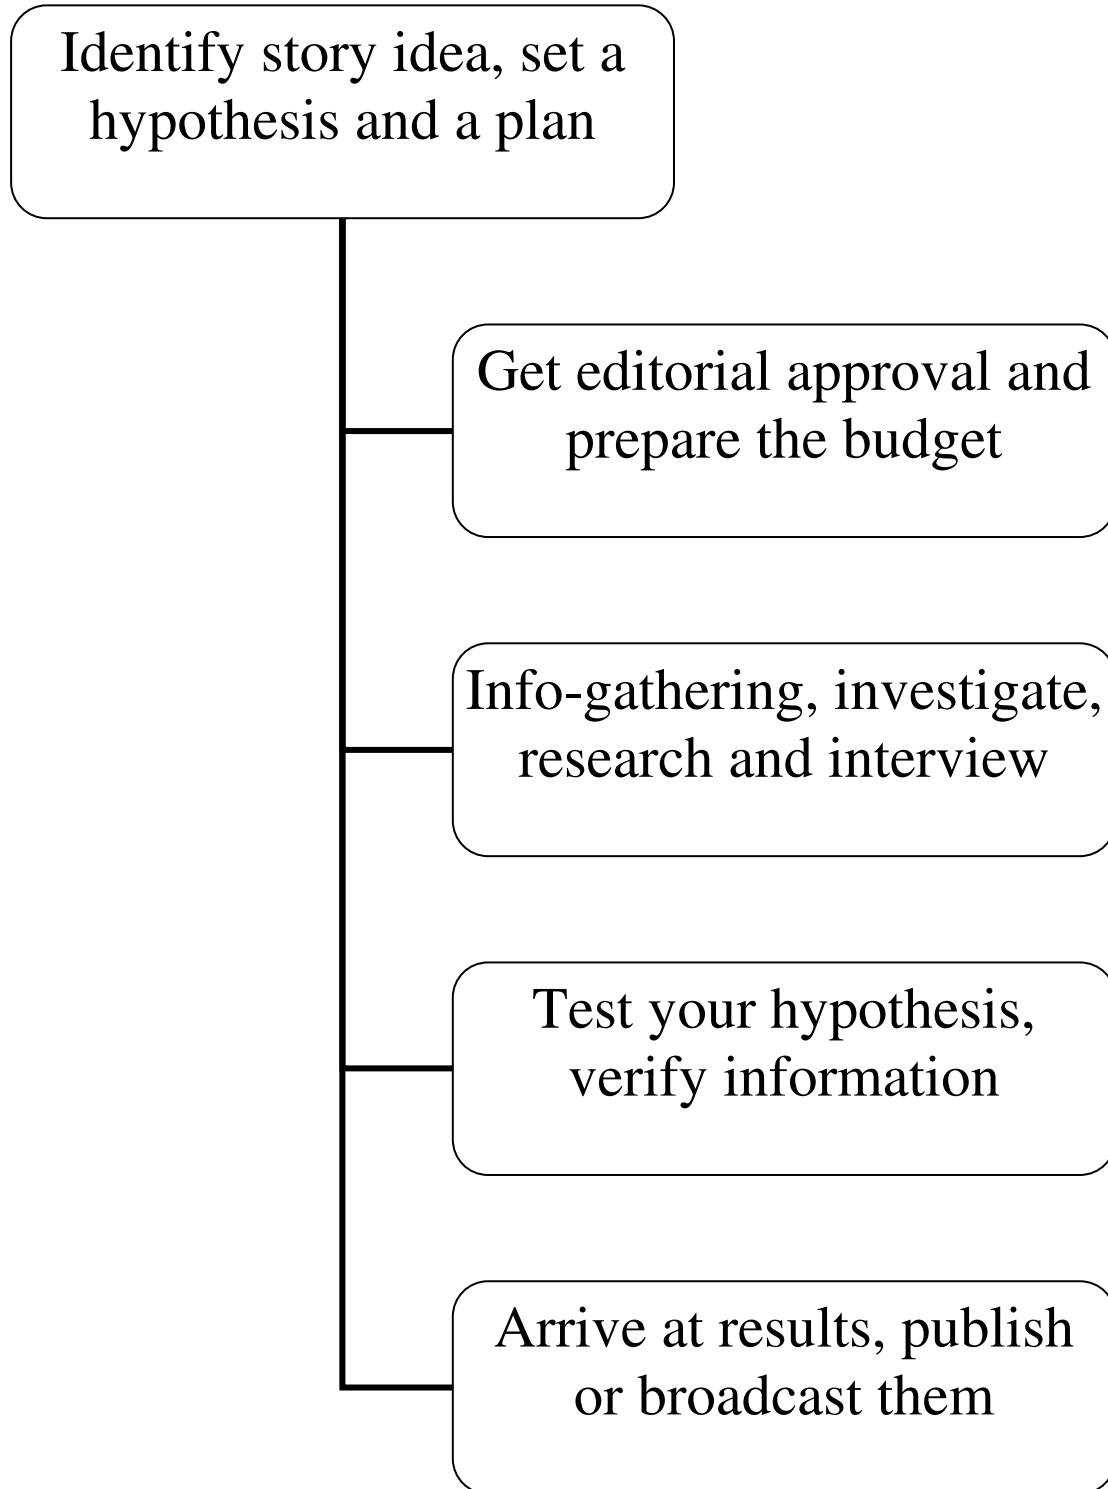 Identify story idea, set a
hypothesis and a plan
Get editorial approval and
prepare the budget
Info-gathering, investigate,
research and interview
Test your hypothesis,
verify information
Arrive at results, publish
or broadcast them